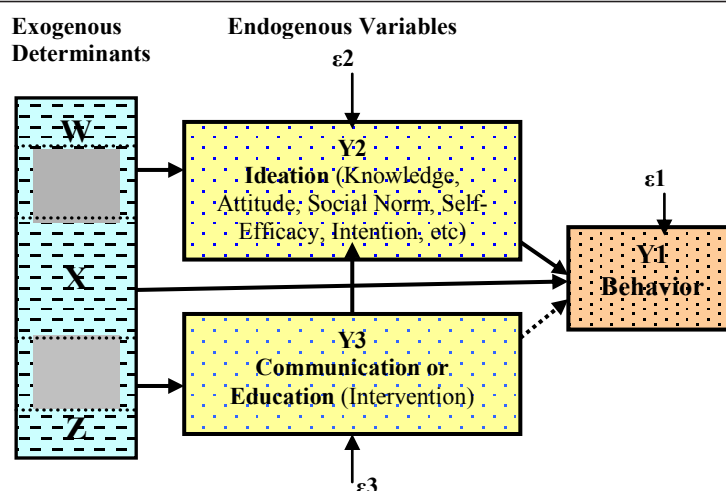 Exogenous
Determinants
Endogenous Variables
ε2
W
Y2
Ideation (Knowledge,
Attitude, Social Norm, Self-
Efficacy, Intention, etc)
ε1
X
Y1
Behavior
Y3
Communication or
Education (Intervention)
Z
ε3